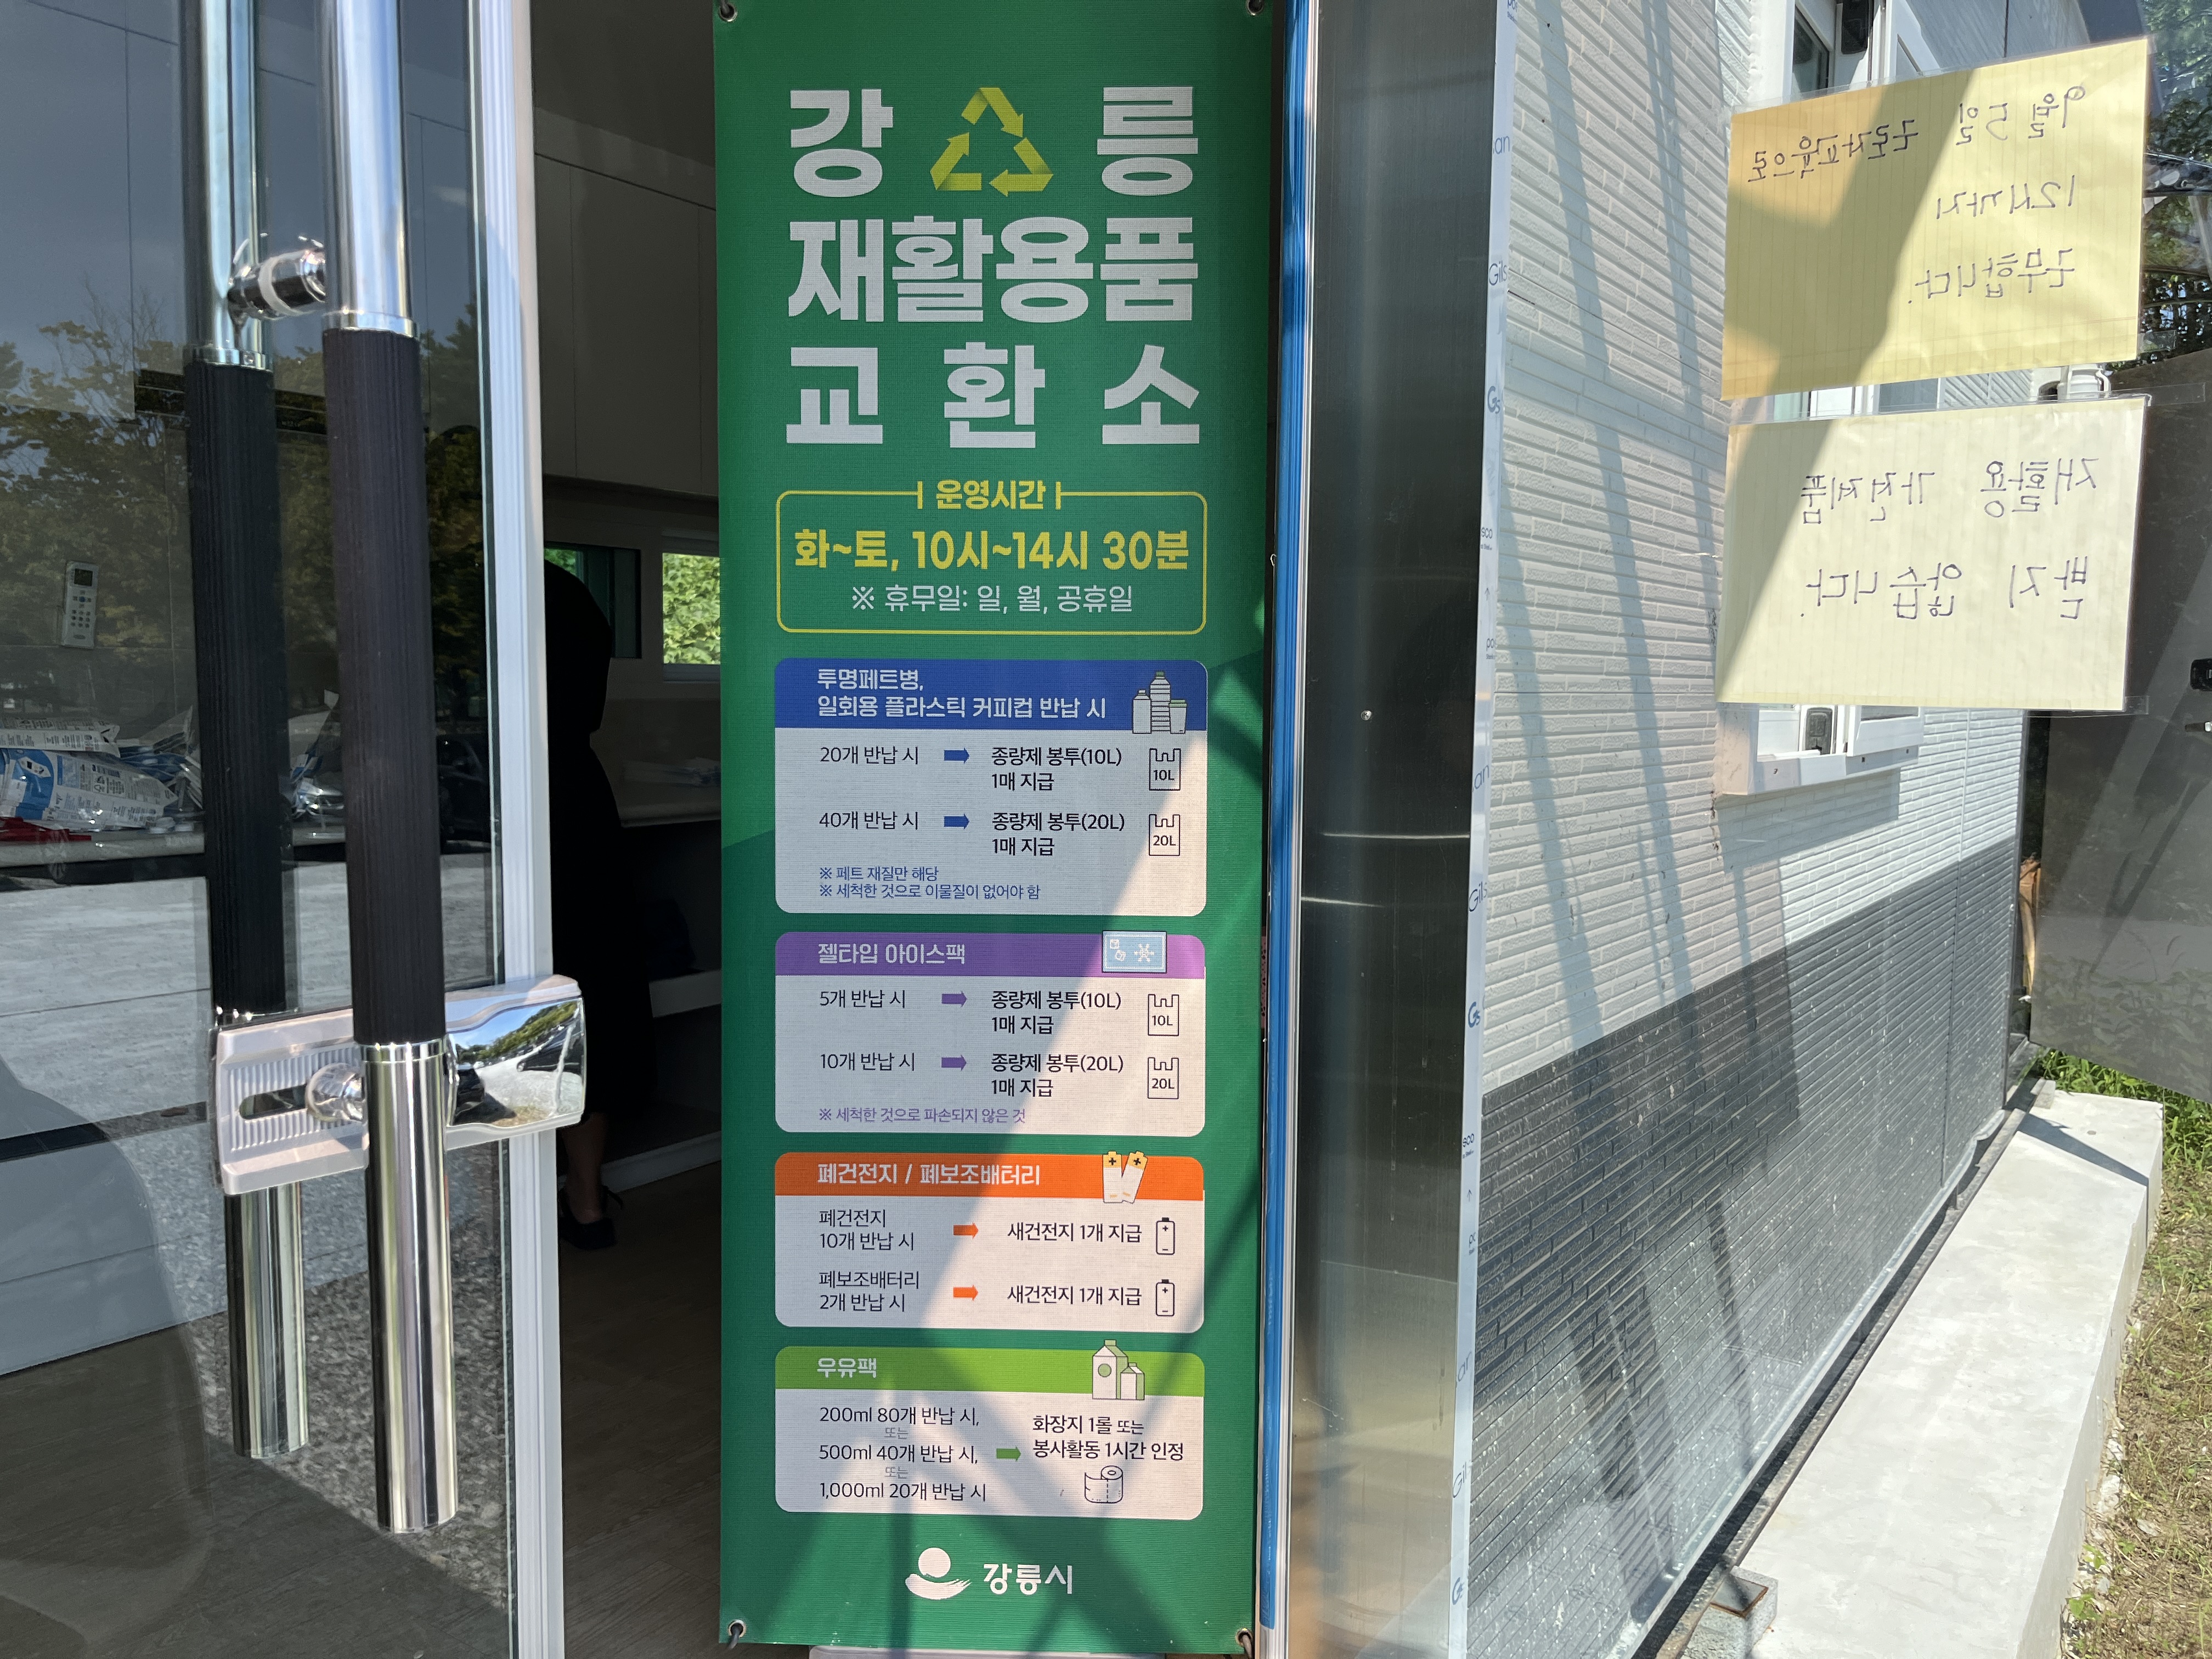 강 릉
재활용품
교 환 소
운영시간
화~토, 10시~14시 30분
※ 휴무일: 일, 월, 공휴일
투명페트병,
일회용 플라스틱 커피컵 반납 시
20개 반납 시 종량제 봉투(10L)
1매 지급
10L
40개 반납 시 종량제 봉투(20L)
1매 지급
20L
※ 페트 재질만 해당
※ 세척한 것으로 이물질이 없어야 함
젤타입 아이스팩
5개 반납 시 종량제 봉투(10L)
1매 지급
10L
10개 반납 시 종량제 봉투(20L)
1매 지급
20L
※ 세척한 것으로 파손되지 않은 것
폐건전지 / 폐보조배터리
폐건전지
10개 반납 시 새건전지 1개 지급
폐보조배터리
2개 반납 시 새건전지 1개 지급
우유팩
200ml 80개 반납 시,
또는
500ml 40개 반납 시,
또는
1,000ml 20개 반납 시
화장지 1롤 또는
봉사활동 1시간 인정
강릉시
9월 5일 근로자교육으로
12시까지
근무합니다.
재활용 가전제품
받지 않습니다.